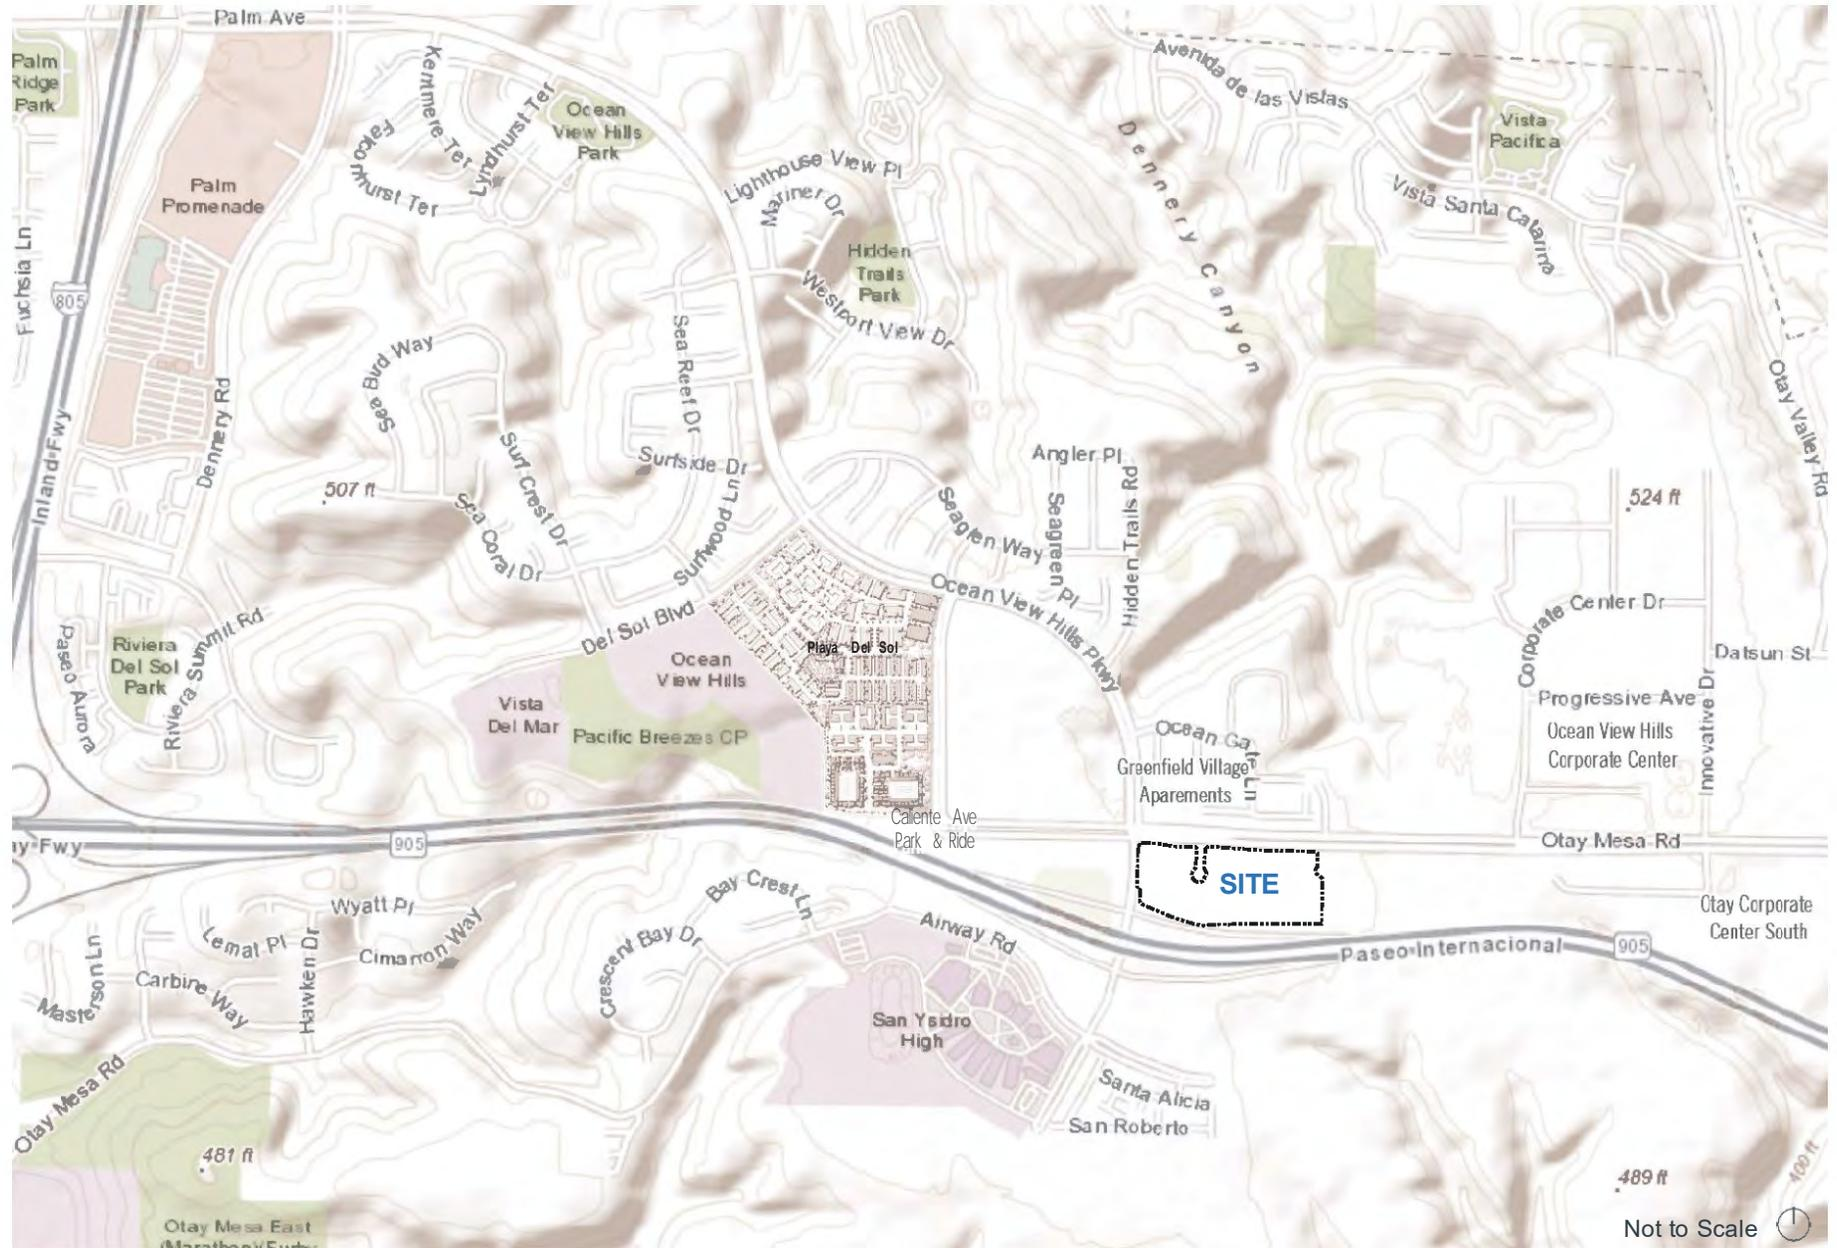 Palm Ave
Palm
Ridge
Park
Kenmere Ter
Lyndhurst Ter
Ocean
View Hills
Park
Avenida de las Vistas
Vista
Pacifica
Dennery Canyon
Lighthouse View Pl
Mariner Dr
Palm
Promenade
Vista Santa Catarina
Fuchsia Ln
Hidden
Trails
Park
805
Westport View Dr
Sea Bird Way
Sea Reef Dr
Otay Valley Rd
Inland Fwy
Dennery Rd
Surfside Dr
Angler Pl
507 ft
Surf Crest Dr
Sea Coral Dr
Surfwood Ln
Seaglen Way
Seagreen Pl
Hidden Trails Rd
524 ft
Ocean View Hills Pkwy
Corporate Center Dr
Del Sol Blvd
Paseo Aurora
Riviera
Del Sol
Park
Riviera Summit Rd
Playa Del Sol
Datsun St
Ocean
View Hills
Vista
Del Mar
Pacific Breezes CP
Progressive Ave
Innovative Dr
Ocean View Hills
Corporate Center
Ocean Gate Ln
Greenfield Village
Aparements
Caliente Ave
Park & Ride
905
ay Fwy
Otay Mesa Rd
SITE
Bay Crest Ln
Wyatt Pl
Lemat Pl
Hawken Dr
Cimarron Way
Crescent Bay Dr
Airway Rd
Otay Corporate
Center South
Paseo Internacional
905
Masterson Ln
Carbine Way
San Ysidro
High
Otay Mesa Rd
Santa Alicia
San Roberto
481 ft
489 ft
400 ft
Otay Mesa East
Not to Scale